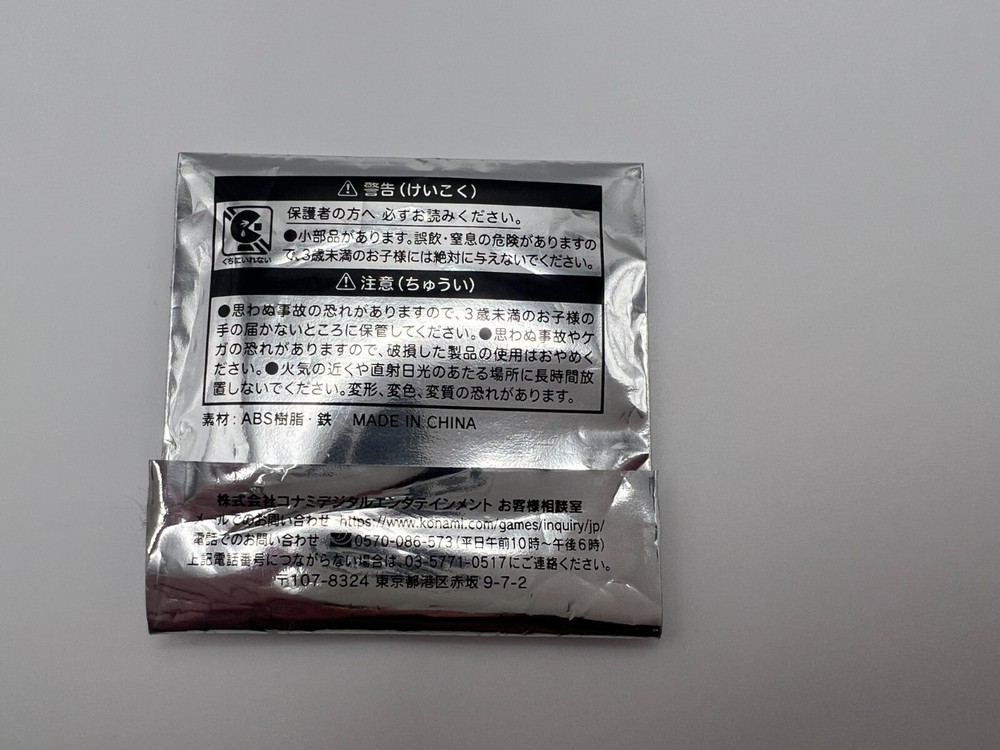 ⚠ 警告(けいこく)
くちにいれない
保護者の方へ 必ずお読みください。
●小部品があります。誤飲・窒息の危険がありますの
で、3歳未満のお子様には絶対に与えないでください。
⚠ 注意(ちゅうい)
●思わぬ事故の恐れがありますので、3歳未満のお子様の
手の届かないところに保管してください。●思わぬ事故やケ
ガの恐れがありますので、破損した製品の使用はおやめく
ださい。●火気の近くや直射日光のあたる場所に長時間放
置しないでください。変形、変色、変質の恐れがあります。
素材:ABS樹脂・鉄 MADE IN CHINA
株式会社コナミデジタルエンタテインメント お客様相談室
メールでのお問い合わせ https://www.konami.com/games/inquiry/jp/
電話でのお問い合わせ 0570-086-573(平日午前10時~午後6時)
上記電話番号につながらない場合は、03-5771-0517にご連絡ください。
〒107-8324 東京都港区赤坂 9-7-2